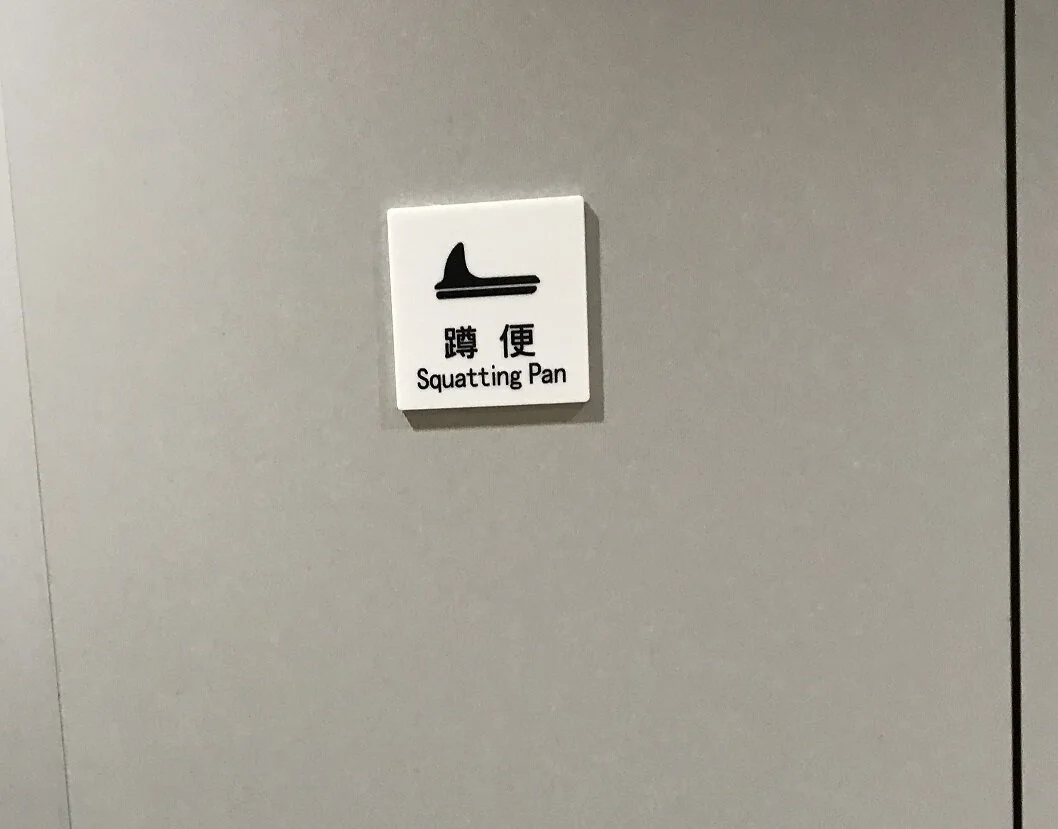 蹲便
Squatting Pan